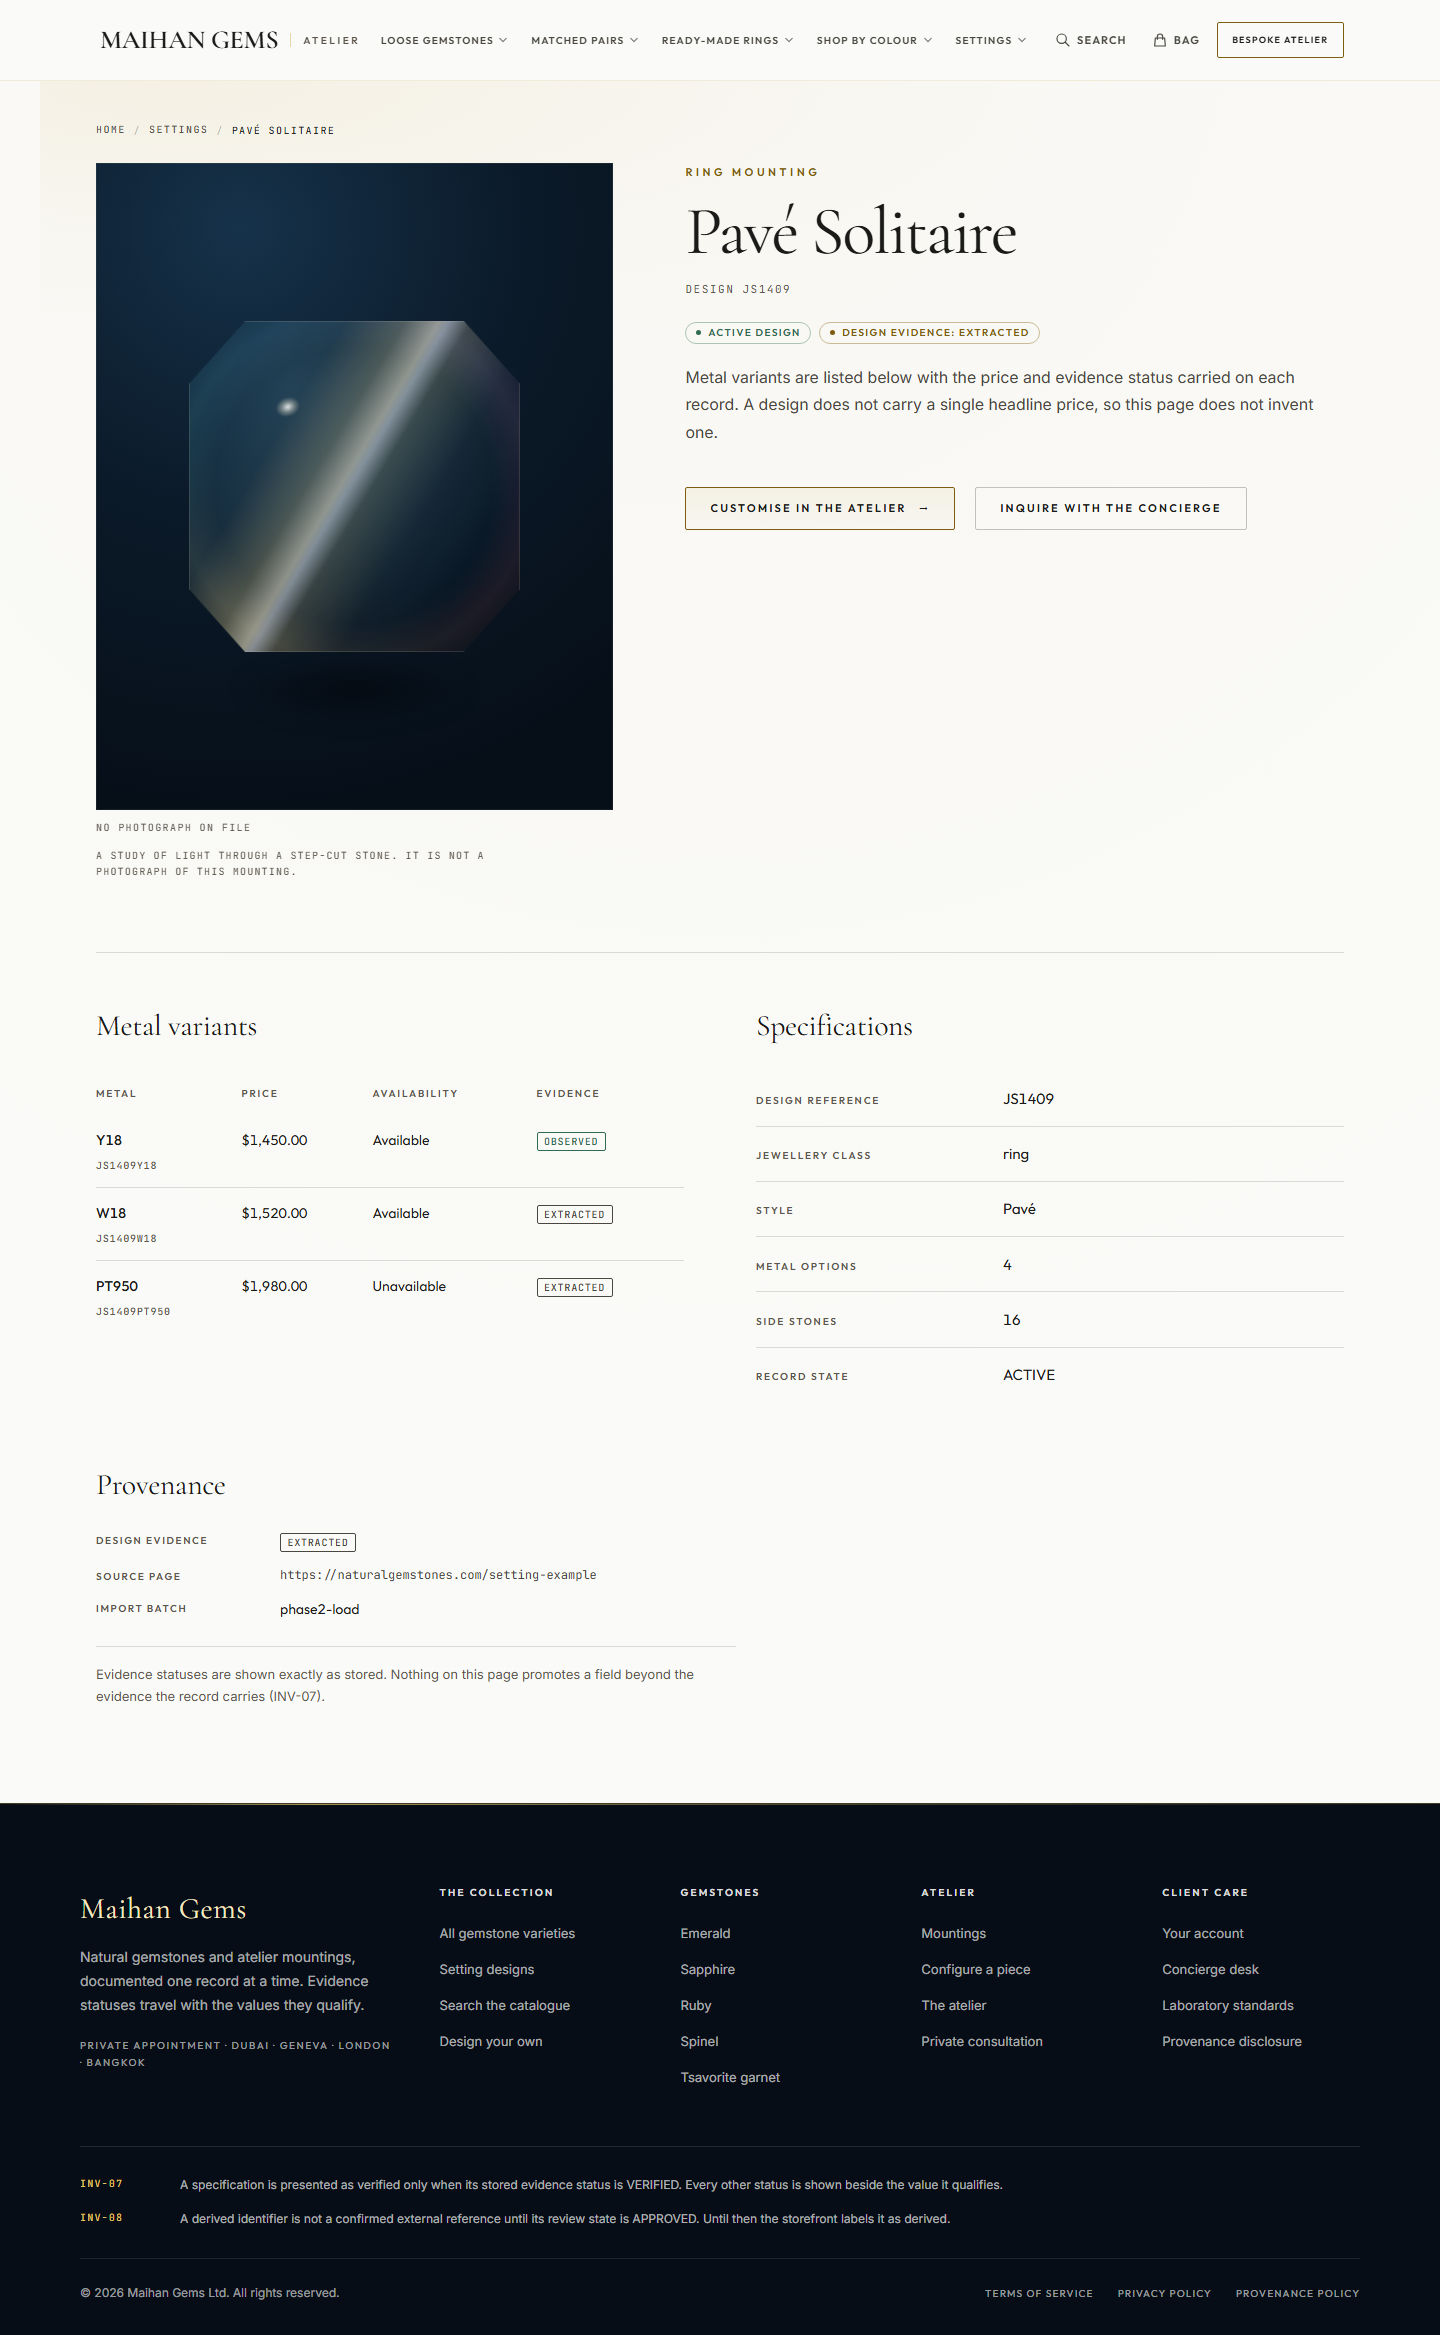 MAIHAN GEMS | ATELIER LOOSE GEMSTONES MATCHED PAIRS READY-MADE RINGS SHOP BY COLOUR SETTINGS SEARCH BAG BESPOKE ATELIER
HOME / SETTINGS / PAVÉ SOLITAIRE
RING MOUNTING
Pavé Solitaire
DESIGN JS1409
ACTIVE DESIGN DESIGN EVIDENCE: EXTRACTED
Metal variants are listed below with the price and evidence status carried on each
record. A design does not carry a single headline price, so this page does not invent
one.
CUSTOMISE IN THE ATELIER → INQUIRE WITH THE CONCIERGE
NO PHOTOGRAPH ON FILE
A STUDY OF LIGHT THROUGH A STEP-CUT STONE. IT IS NOT A
PHOTOGRAPH OF THIS MOUNTING.
Metal variants
METAL PRICE AVAILABILITY EVIDENCE
Y18 $1,450.00 Available OBSERVED
JS1409Y18
W18 $1,520.00 Available EXTRACTED
JS1409W18
PT950 $1,980.00 Unavailable EXTRACTED
JS1409PT950
Specifications
DESIGN REFERENCE JS1409
JEWELLERY CLASS ring
STYLE Pavé
METAL OPTIONS 4
SIDE STONES 16
RECORD STATE ACTIVE
Provenance
DESIGN EVIDENCE EXTRACTED
SOURCE PAGE https://naturalgemstones.com/setting-example
IMPORT BATCH phase2-load
Evidence statuses are shown exactly as stored. Nothing on this page promotes a field beyond the
evidence the record carries (INV-07).
Maihan Gems
Natural gemstones and atelier mountings,
documented one record at a time. Evidence
statuses travel with the values they qualify.
PRIVATE APPOINTMENT · DUBAI · GENEVA · LONDON
· BANGKOK
THE COLLECTION
All gemstone varieties
Setting designs
Search the catalogue
Design your own
GEMSTONES
Emerald
Sapphire
Ruby
Spinel
Tsavorite garnet
ATELIER
Mountings
Configure a piece
The atelier
Private consultation
CLIENT CARE
Your account
Concierge desk
Laboratory standards
Provenance disclosure
INV-07 A specification is presented as verified only when its stored evidence status is VERIFIED. Every other status is shown beside the value it qualifies.
INV-08 A derived identifier is not a confirmed external reference until its review state is APPROVED. Until then the storefront labels it as derived.
© 2026 Maihan Gems Ltd. All rights reserved. TERMS OF SERVICE PRIVACY POLICY PROVENANCE POLICY